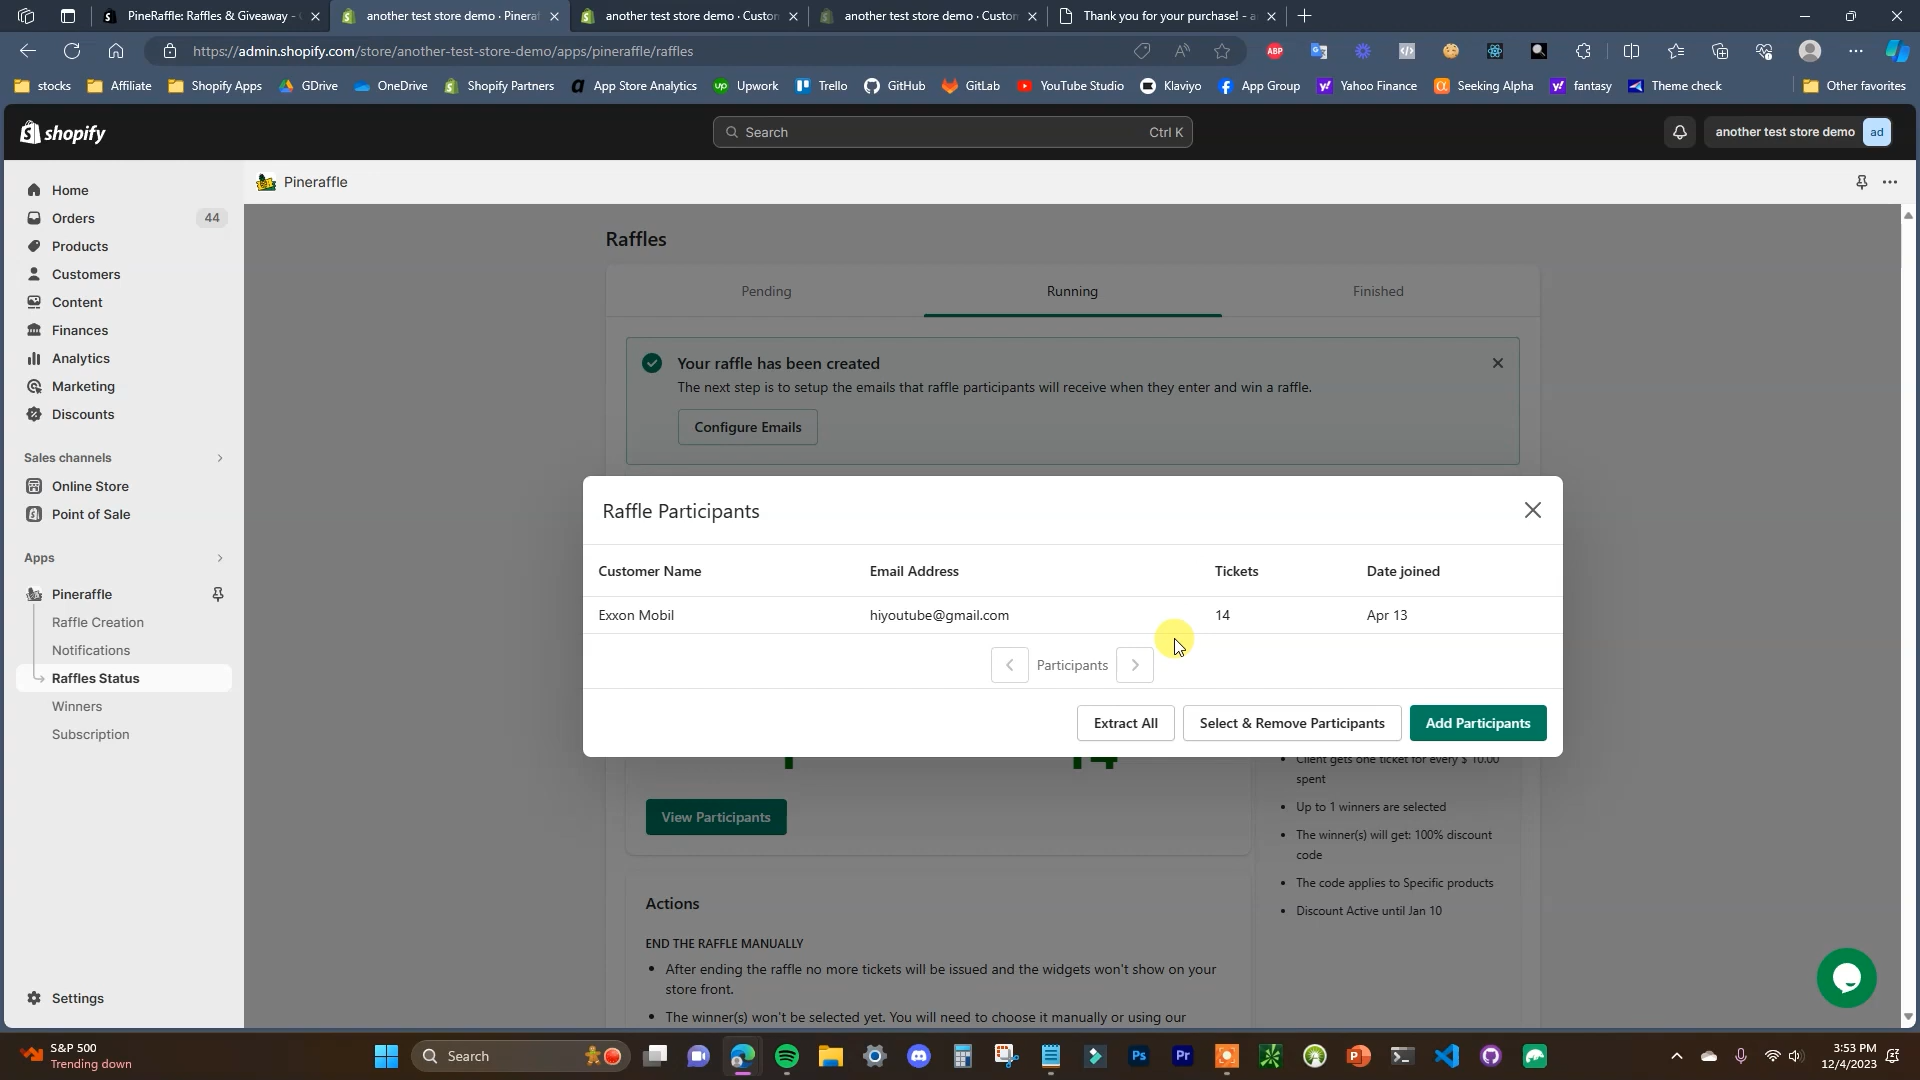 PineRaffle: Raffles & Giveaway -
another test store demo · Pineraf
another test store demo · Custom
another test store demo · Custom
Thank you for your purchase! - a
https://admin.shopify.com/store/another-test-store-demo/apps/pineraffle/raffles
ABP
stocks
Affiliate
Shopify Apps
GDrive
OneDrive
Shopify Partners
App Store Analytics
Upwork
Trello
GitHub
GitLab
YouTube Studio
Klaviyo
App Group
Yahoo Finance
Seeking Alpha
fantasy
Theme check
Other favorites
shopify
Search
Ctrl K
another test store demo
ad
Home
Orders
44
Products
Customers
Content
Finances
Analytics
Marketing
Discounts
Sales channels
Online Store
Point of Sale
Apps
Pineraffle
Raffle Creation
Notifications
Raffles Status
Winners
Subscription
Settings
Pineraffle
Raffles
Pending
Running
Finished
Your raffle has been created
The next step is to setup the emails that raffle participants will receive when they enter and win a raffle.
Configure Emails
Raffle Participants
Customer Name
Email Address
Tickets
Date joined
Exxon Mobil
hiyoutube@gmail.com
14
Apr 13
Participants
Extract All
Select & Remove Participants
Add Participants
View Participants
Client gets one ticket for every $ 10.00
spent
Up to 1 winners are selected
The winner(s) will get: 100% discount
code
The code applies to Specific products
Discount Active until Jan 10
Actions
END THE RAFFLE MANUALLY
After ending the raffle no more tickets will be issued and the widgets won't show on your
store front.
The winner(s) won't be selected yet. You will need to choose it manually or using our
S&P 500
Trending down
Search
Ps
Pr
3:53 PM
12/4/2023